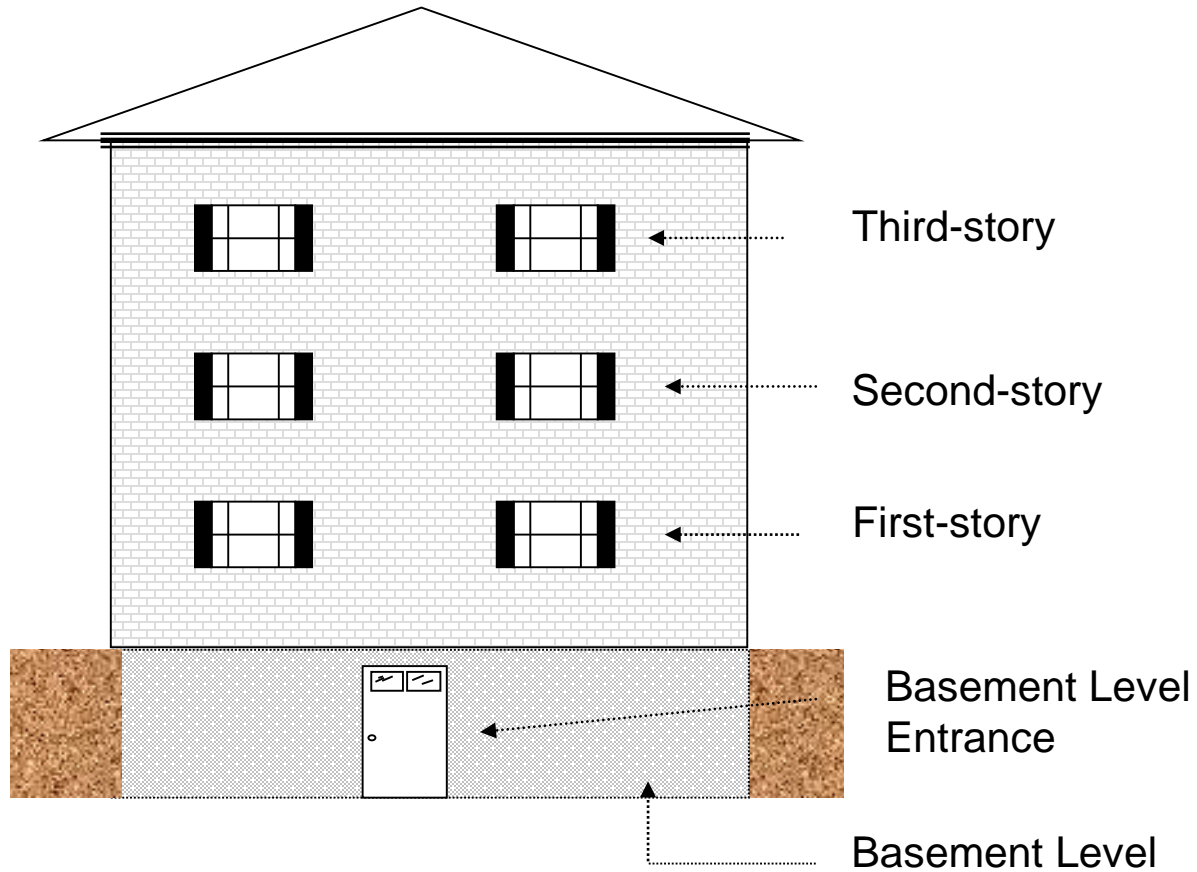 Third-story
Second-story
First-story
Basement Level
Entrance
Basement Level